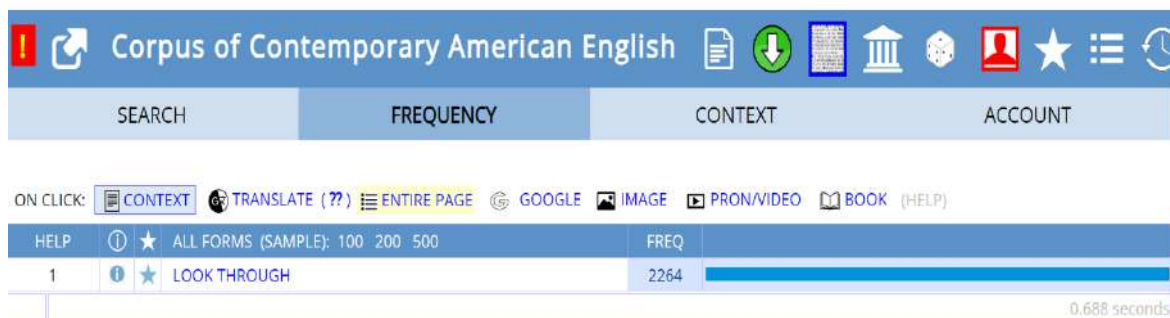 ! Corpus of Contemporary American English
SEARCH FREQUENCY CONTEXT ACCOUNT
ON CLICK: CONTEXT TRANSLATE (??) ENTIRE PAGE GOOGLE IMAGE PRON/VIDEO BOOK (HELP)
HELP ALL FORMS (SAMPLE): 100 200 500 FREQ
1 LOOK THROUGH 2264
0.688 seconds